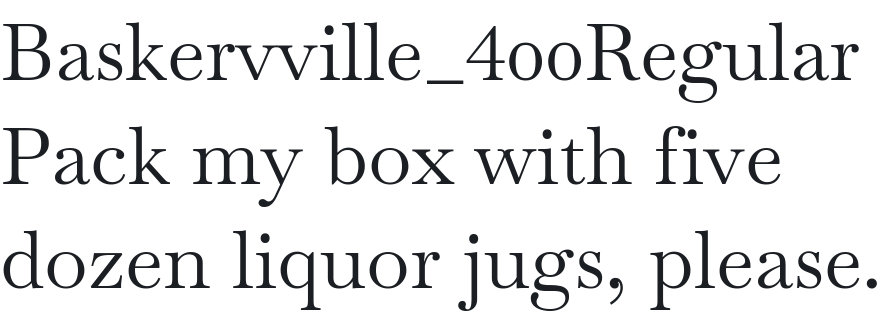 Baskervville_400Regular
Pack my box with five
dozen liquor jugs, please.